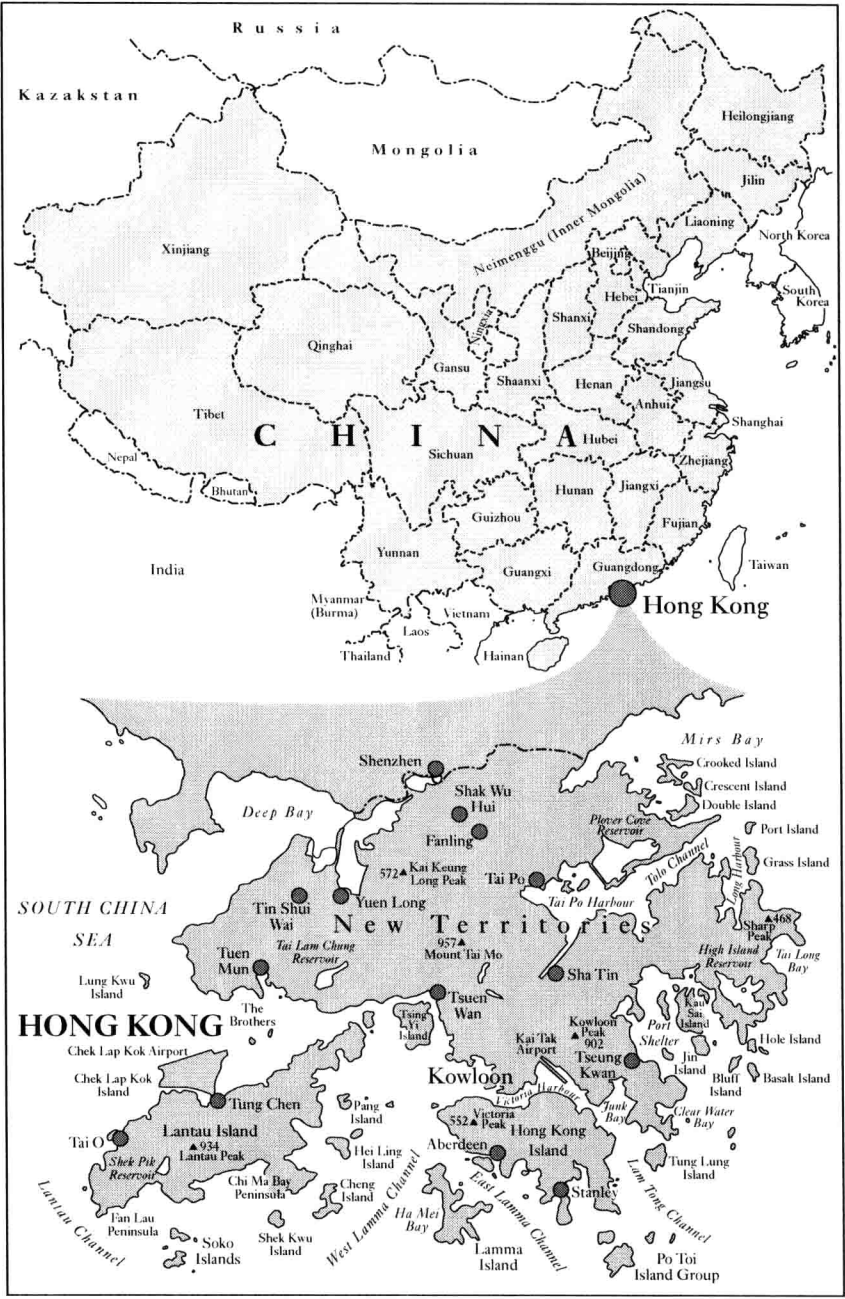 Russia
Kazakstan
Mongolia
Heilongjiang
Jilin
Liaoning
North Korea
Neimenggu (Inner Mongolia)
Xinjiang
Beijing
Tianjin
South
Korea
Hebei
Ningxia
Shanxi
Shandong
Qinghai
Gansu
Shaanxi
Henan
Jiangsu
Anhui
Tibet
CHINA
Hubei
Shanghai
Sichuan
Nepal
Zhejiang
Bhutan
Hunan
Jiangxi
Guizhou
Fujian
Yunnan
India
Guangxi
Guangdong
Taiwan
Myanmar
(Burma)
Vietnam
Hong Kong
Laos
Thailand
Hainan
Mirs Bay
Shenzhen
Crooked Island
Crescent Island
Double Island
Shak Wu
Hui
Deep Bay
Plover Cove
Reservoir
Port Island
Fanling
Tolo Channel
Long Harbour
Grass Island
572
Kai Keung
Long Peak
Tai Po
Tin Shui
Wai
Yuen Long
Tai Po Harbour
SOUTH CHINA
SEA
New Territories
468
Sharp
Peak
Tai Lam Chung
Reservoir
957
Mount Tai Mo
High Island
Reservoir
Tai Long
Bay
Tuen
Mun
Sha Tin
Lung Kwu
Island
The
Brothers
Tsuen
Wan
Tsing
Yi
Island
Kau
Sai
Island
Port
Shelter
HONG KONG
Kowloon
Peak
902
Kai Tak
Airport
Hole Island
Chek Lap Kok Airport
Tseung
Kwan
Jin
Island
Chek Lap Kok
Island
Kowloon
Bluff
Island
Basalt Island
Victoria Harbour
Tung Chen
Pang
Island
Junk
Bay
Clear Water
Bay
552
Victoria
Peak
Hong Kong
Island
Lantau Island
934
Lantau Peak
Tai O
Aberdeen
Hei Ling
Island
Shek Pik
Reservoir
Tung Lung
Island
Chi Ma Bay
Peninsula
Cheng
Island
Stanley
Lantau Channel
West Lamma Channel
East Lamma Channel
Lam Tong Channel
Fan Lau
Peninsula
Ha Mei
Bay
Soko
Islands
Shek Kwu
Island
Lamma
Island
Po Toi
Island Group